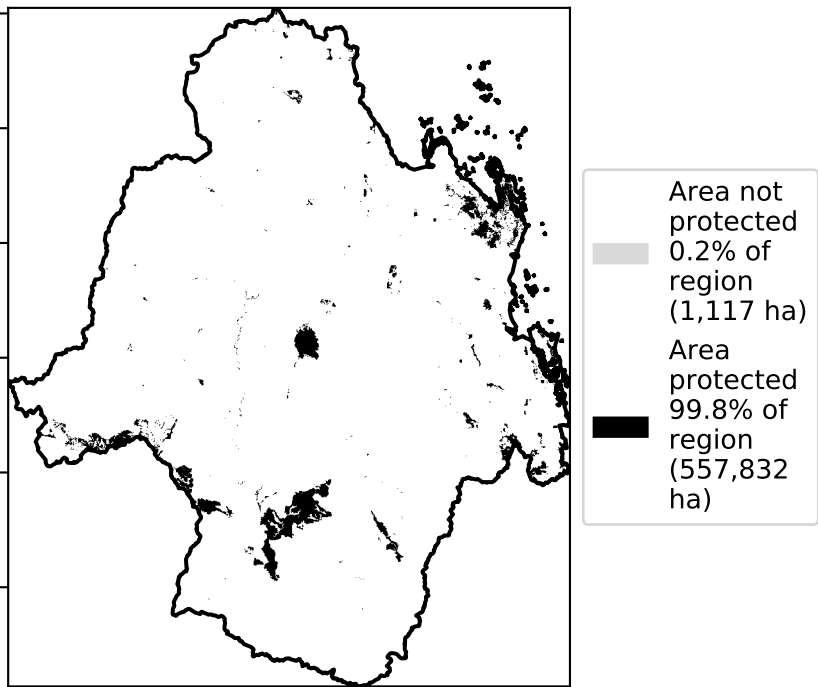 Area not
protected
0.2% of
region
(1,117 ha)
Area
protected
99.8% of
region
(557,832
ha)